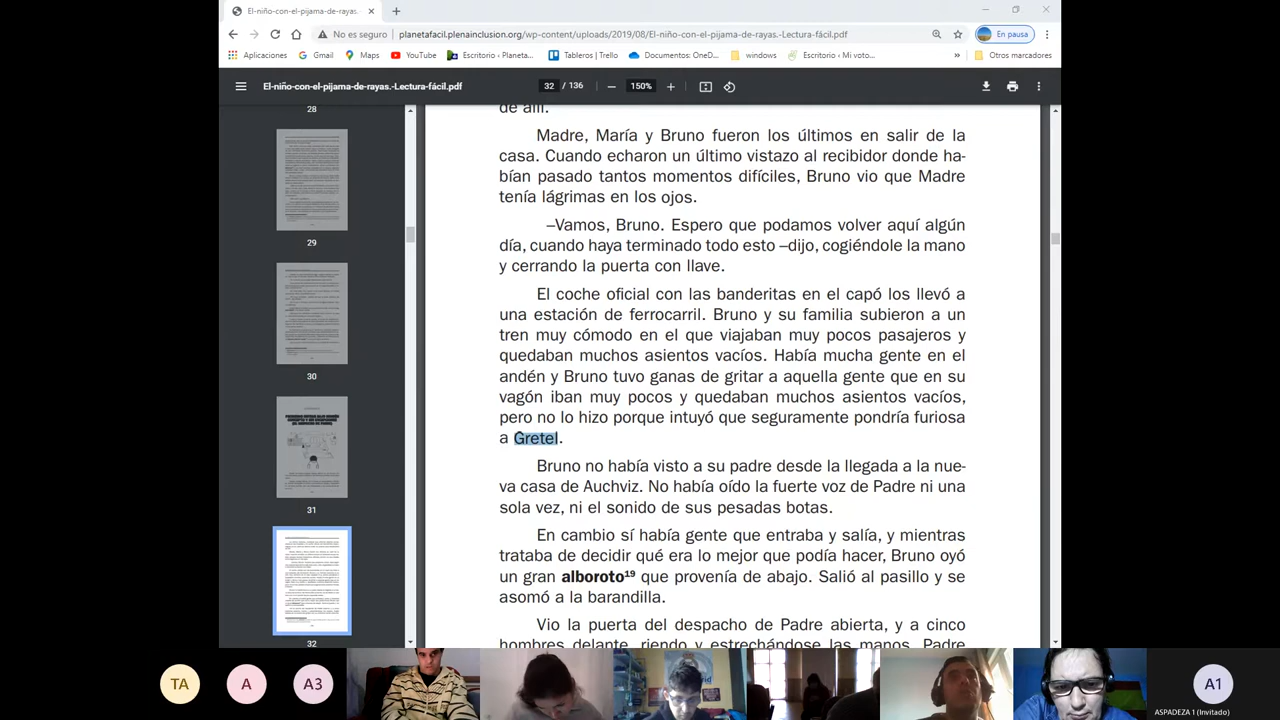 El-niño-con-el-pijama-de-rayas.-
No es seguro
planetafacil.plenainclusion.org/wp-content/uploads/2019/08/El-niño-con-el-pijama-de-rayas.-Lectura-fácil.pdf
En pausa
Aplicaciones Gmail Maps YouTube Escritorio – Planeta... Tableros | Trello Documentos: OneD... windows Escritorio < Mi voto... » Otros marcadores
El-niño-con-el-pijama-de-rayas.-Lectura-fácil.pdf
32 / 136
150%
28
29
30
31
32
de allí.
Madre, María y Bruno fueron los últimos en salir de la
casa. Cuando echaron un último vistazo al recibidor donde ha-
bían pasado tantos momentos difíciles, Bruno vio que Madre
tenía lágrimas en los ojos.
–Vamos, Bruno. Espero que podamos volver aquí algún
día, cuando haya terminado todo esto –dijo, cogiéndole la mano
y cerrando la puerta con llave.
El coche oficial con las banderitas en el capó los llevó a
una estación de ferrocarril. Bruno y su familia subieron a un
tren muy cómodo en el que viajaban muy pocos pasajeros y
quedaban muchos asientos vacíos. Había mucha gente en el
andén y Bruno tuvo ganas de gritar a aquella gente que en su
vagón iban muy pocos y quedaban muchos asientos vacíos,
pero no lo hizo porque intuyó que seguramente pondría furiosa
a Gretel.
Bruno no había visto a su padre desde la llegada a la nue-
va casa de Auchviz. No había oído la fuerte voz de Padre ni una
sola vez, ni el sonido de sus pesadas botas.
En cambio sí había gente que entraba y salía, y mientras
trataba de decidir qué era lo mejor que podía hacer, Bruno oyó
un gran alboroto que provenía de abajo. Salió al pasillo y se
asomó a la barandilla.
Vio la puerta del despacho de Padre abierta, y a cinco
hombres delante, riendo y estrechándose las manos. Padre
TA
A
A3
A1
ASPADEZA 1 (Invitado)